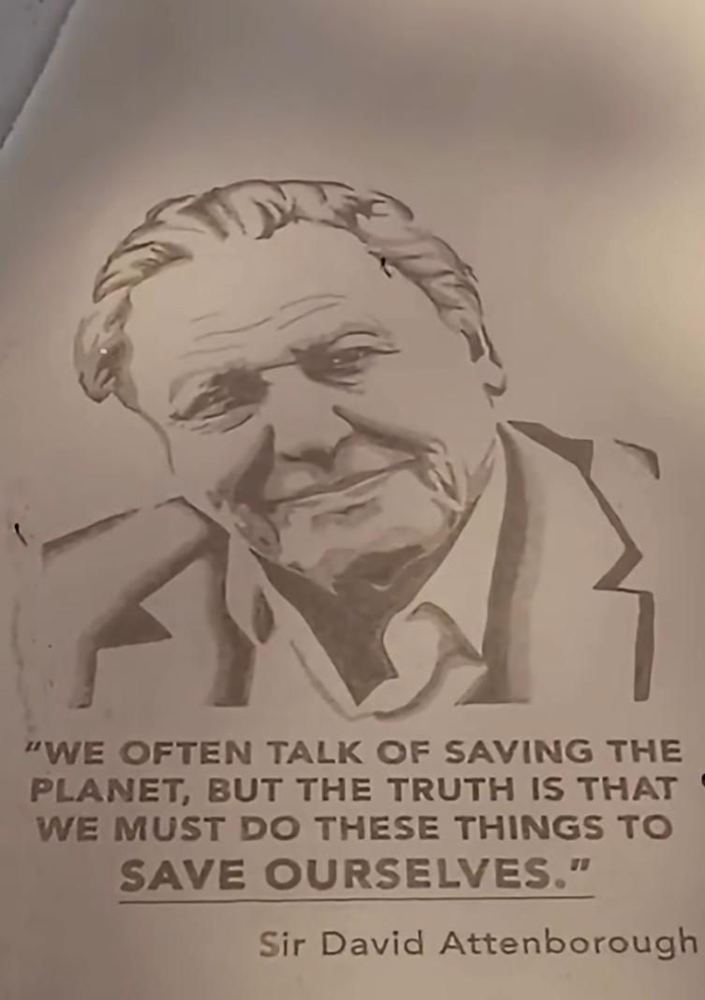 "WE OFTEN TALK OF SAVING THE
PLANET, BUT THE TRUTH IS THAT
WE MUST DO THESE THINGS TO
SAVE OURSELVES."
Sir David Attenborough